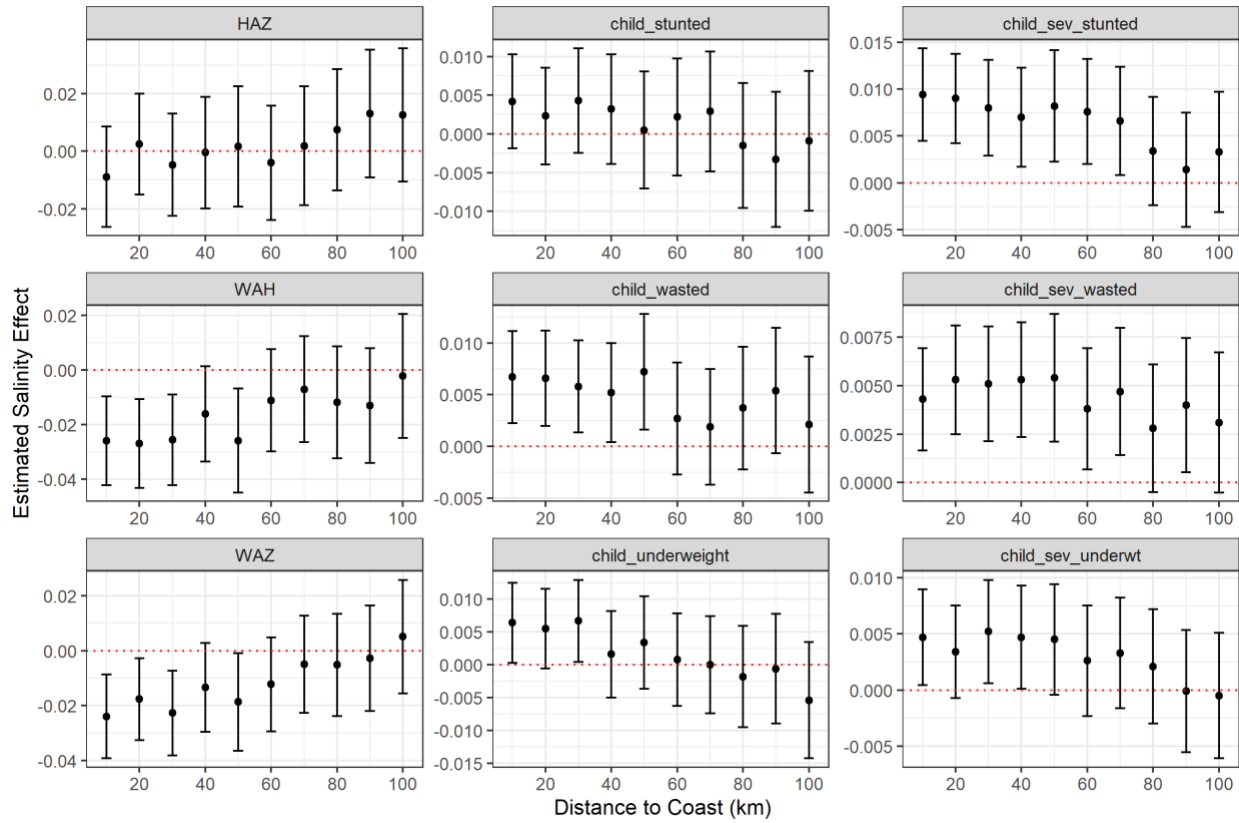 HAZ
child_stunted
child_sev_stunted
0.02
0.00
-0.02
0.010
0.005
0.000
-0.005
-0.010
0.015
0.010
0.005
0.000
-0.005
20 40 60 80 100
20 40 60 80 100
20 40 60 80 100
WAH
child_wasted
child_sev_wasted
0.02
0.00
-0.02
-0.04
0.010
0.005
0.000
-0.005
0.0075
0.0050
0.0025
0.0000
20 40 60 80 100
20 40 60 80 100
20 40 60 80 100
WAZ
child_underweight
child_sev_underwt
0.02
0.00
-0.02
-0.04
0.010
0.005
0.000
-0.005
-0.010
-0.015
0.010
0.005
0.000
-0.005
20 40 60 80 100
20 40 60 80 100
20 40 60 80 100
Estimated Salinity Effect
Distance to Coast (km)